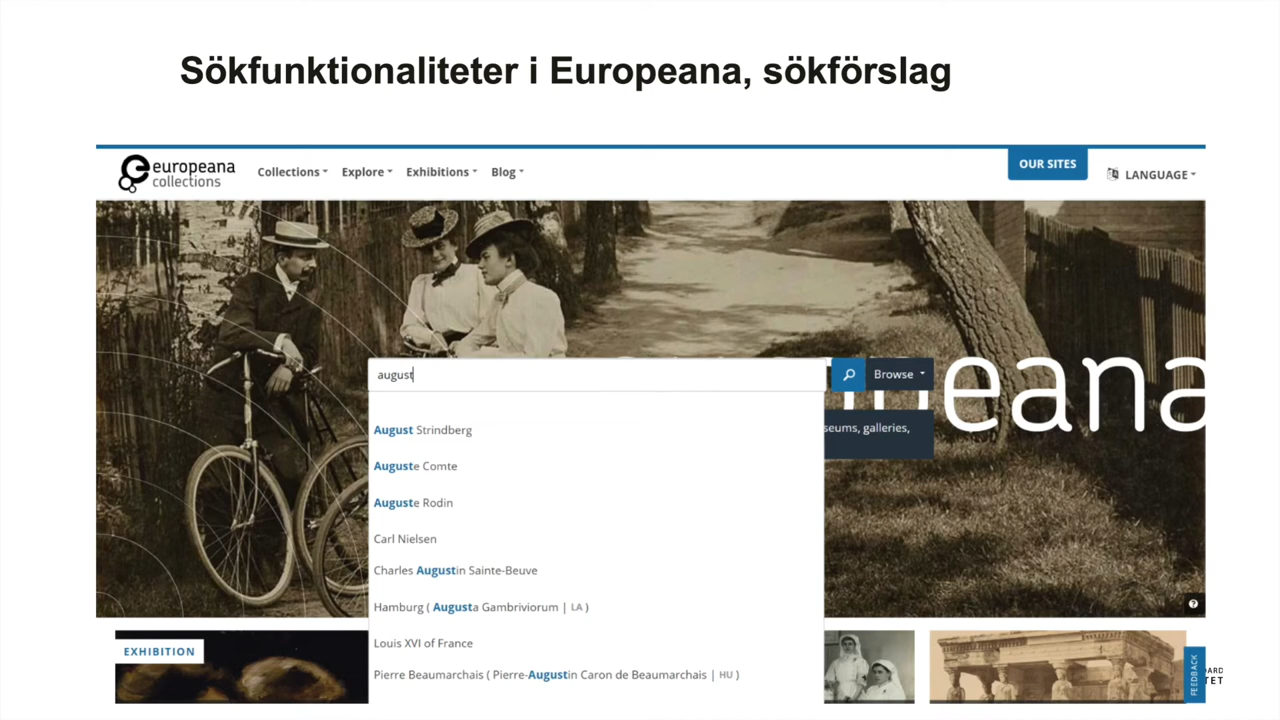 Sökfunktionaliteter i Europeana, sökförslag
europeana
collections
Collections
Explore
Exhibitions
Blog
OUR SITES
LANGUAGE
august
Browse
eana
galleries,
August Strindberg
Auguste Comte
Auguste Rodin
Carl Nielsen
Charles Augustin Sainte-Beuve
Hamburg ( Augusta Gambriviorum | LA )
Louis XVI of France
Pierre Beaumarchais ( Pierre-Augustin Caron de Beaumarchais | HU )
?
EXHIBITION
FEEDBACK